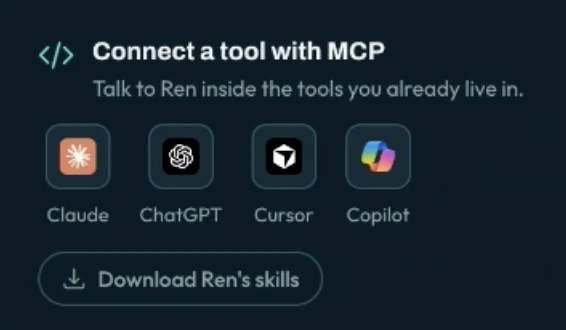 Connect a tool with MCP
Talk to Ren inside the tools you already live in.
Claude ChatGPT Cursor Copilot
Download Ren's skills